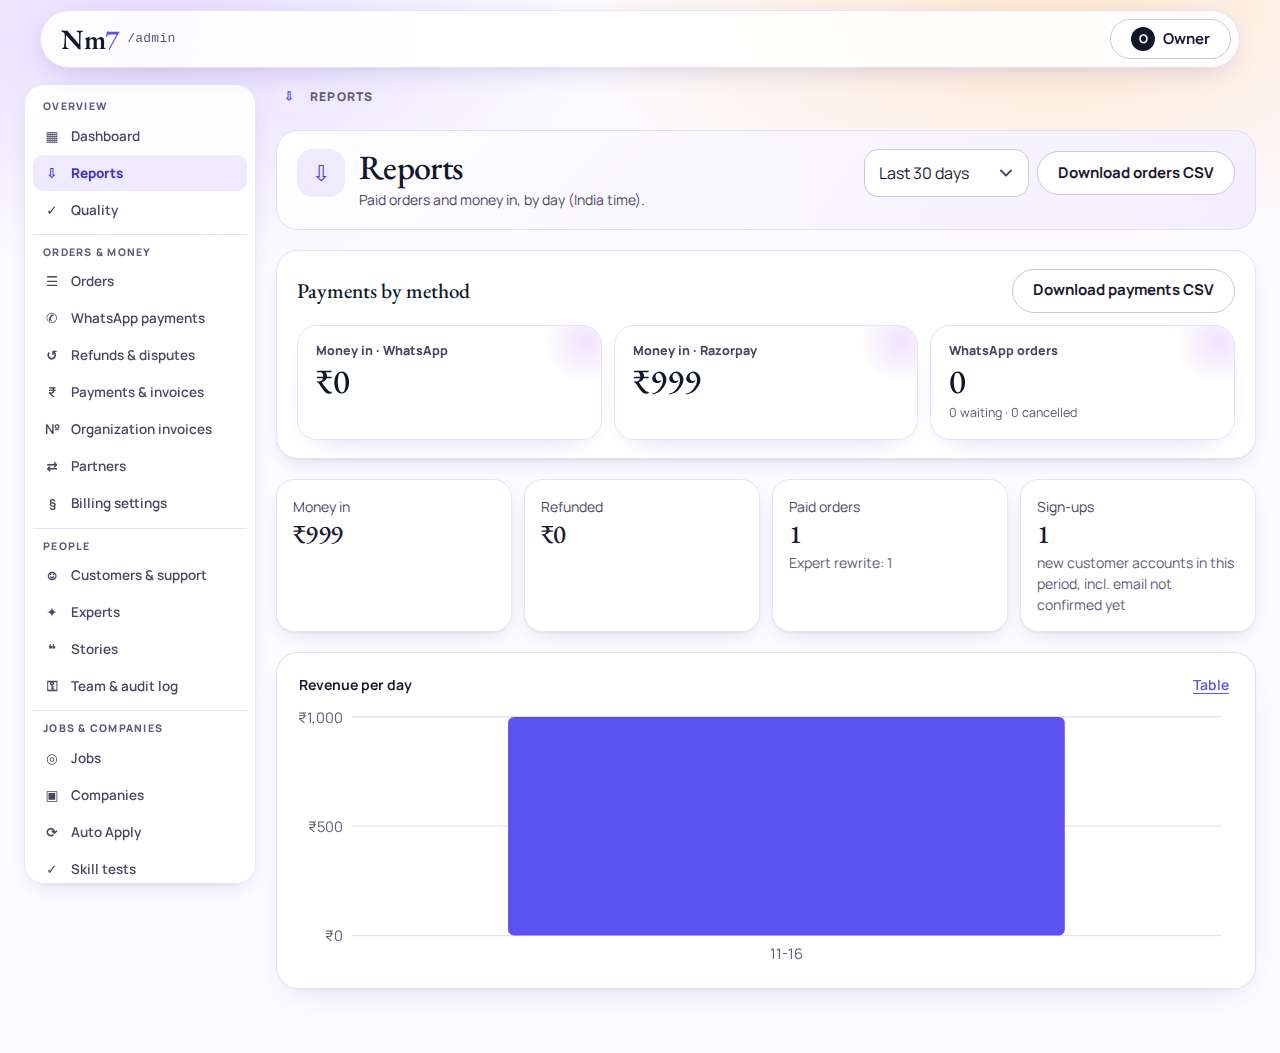 Nm7 /admin
O Owner
OVERVIEW
Dashboard
Reports
Quality
ORDERS & MONEY
Orders
WhatsApp payments
Refunds & disputes
₹ Payments & invoices
Nº Organization invoices
Partners
§ Billing settings
PEOPLE
Customers & support
Experts
Stories
Team & audit log
JOBS & COMPANIES
Jobs
Companies
Auto Apply
Skill tests
REPORTS
Reports
Paid orders and money in, by day (India time).
Last 30 days
Download orders CSV
Payments by method
Download payments CSV
Money in · WhatsApp
₹0
Money in · Razorpay
₹999
WhatsApp orders
0
0 waiting · 0 cancelled
Money in
₹999
Refunded
₹0
Paid orders
1
Expert rewrite: 1
Sign-ups
1
new customer accounts in this
period, incl. email not
confirmed yet
Revenue per day
Table
₹1,000
₹500
₹0
11-16